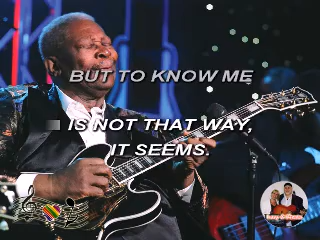 BUT TO KNOW ME
IS NOT THAT WAY,
IT SEEMS.